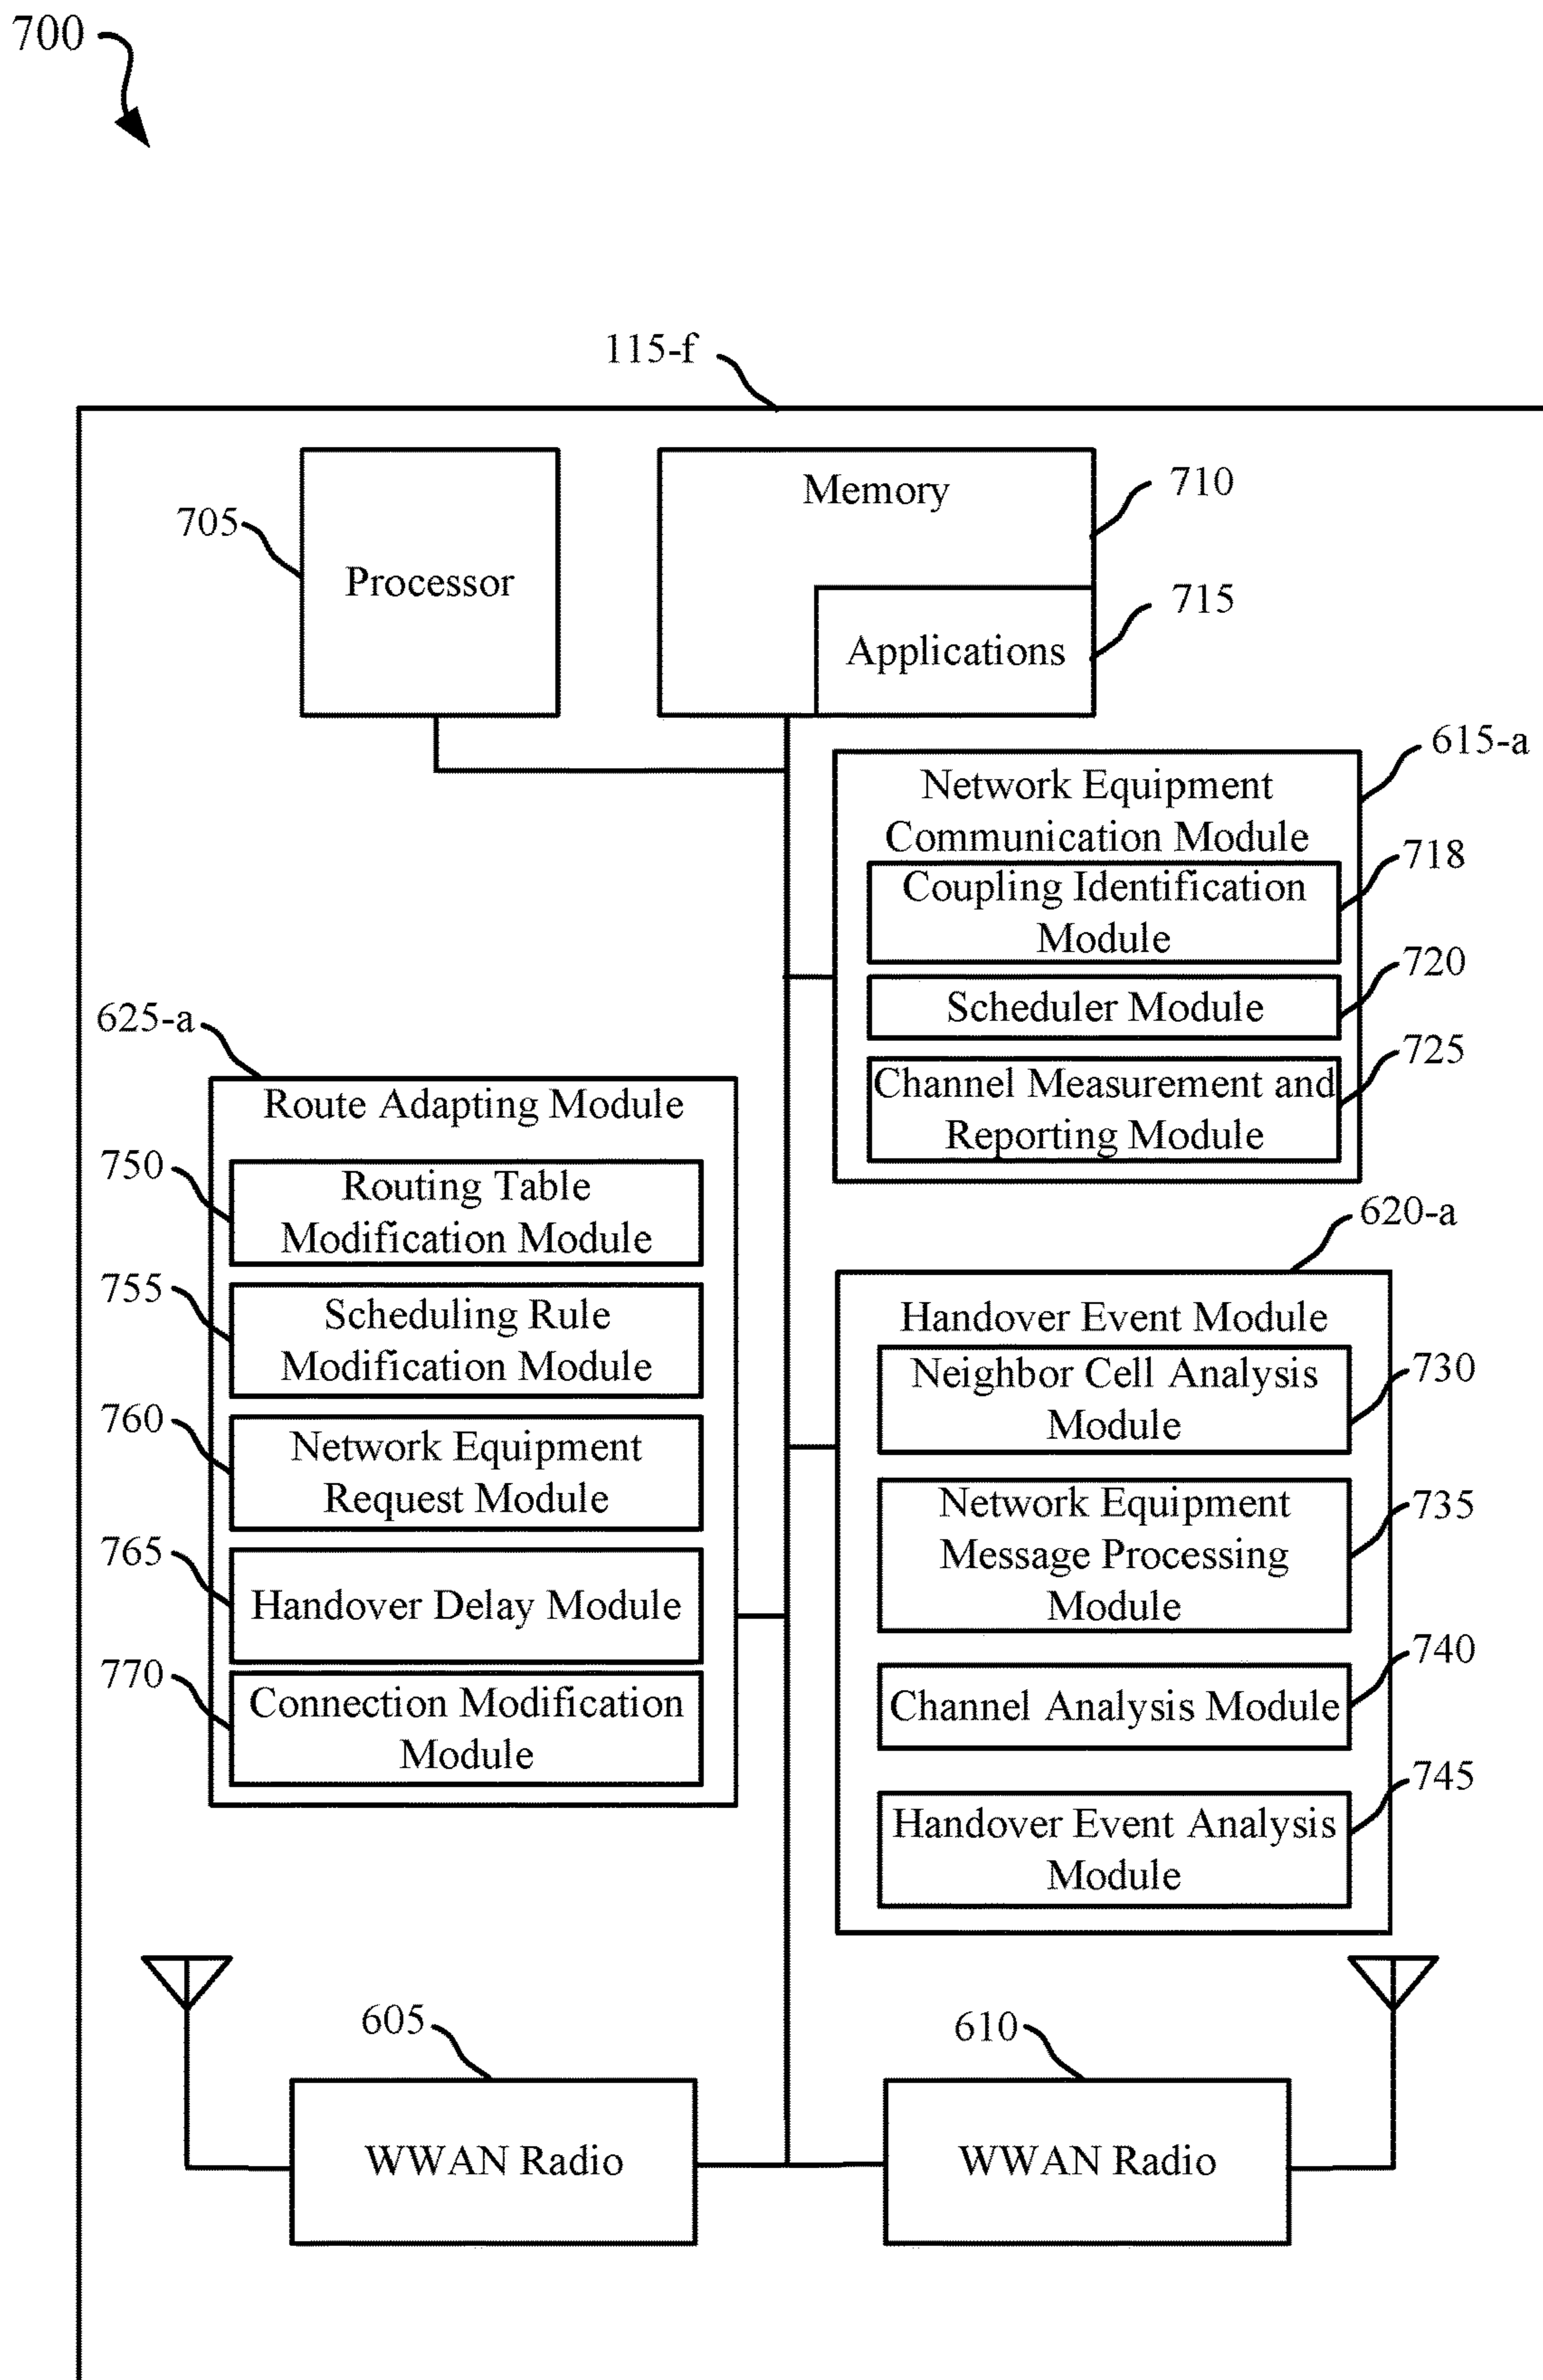 700
115-f
Memory
710
705
Processor
715
Applications
615-a
Network Equipment
Communication Module
718
Coupling Identification
Module
720
Scheduler Module
725
Channel Measurement and
Reporting Module
625-a
Route Adapting Module
750
Routing Table
Modification Module
755
Scheduling Rule
Modification Module
760
Network Equipment
Request Module
765
Handover Delay Module
770
Connection Modification
Module
620-a
Handover Event Module
730
Neighbor Cell Analysis
Module
735
Network Equipment
Message Processing
Module
740
Channel Analysis Module
745
Handover Event Analysis
Module
605
WWAN Radio
610
WWAN Radio